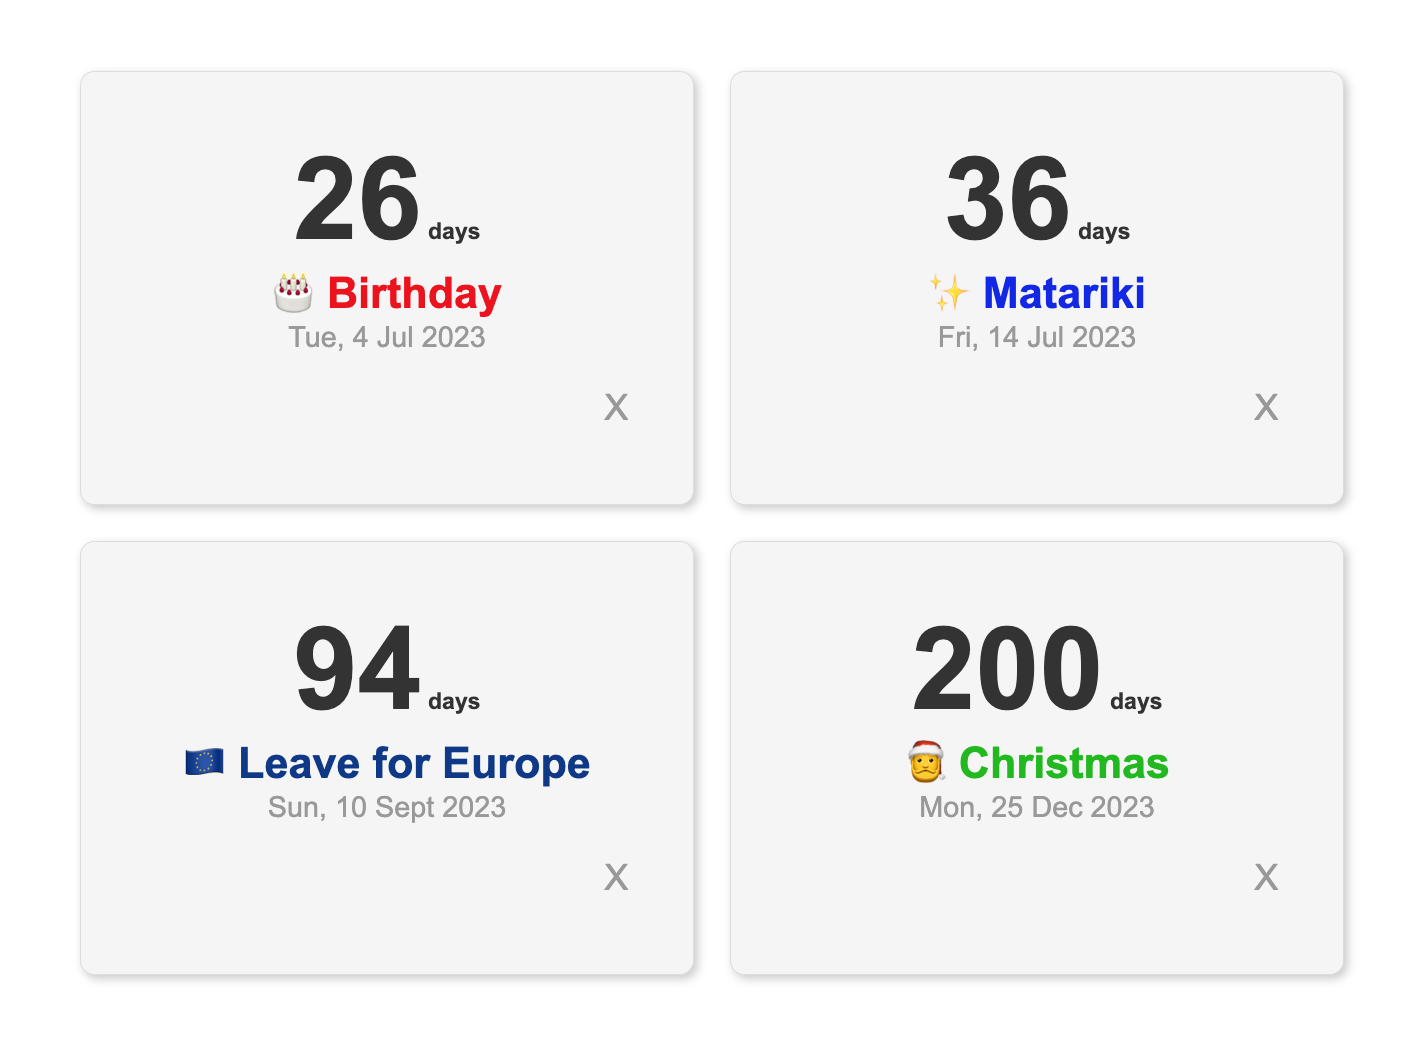 26 days
🎂 Birthday
Tue, 4 Jul 2023
X
36 days
✨ Matariki
Fri, 14 Jul 2023
X
94 days
🇪🇺 Leave for Europe
Sun, 10 Sept 2023
X
200 days
🎅 Christmas
Mon, 25 Dec 2023
X